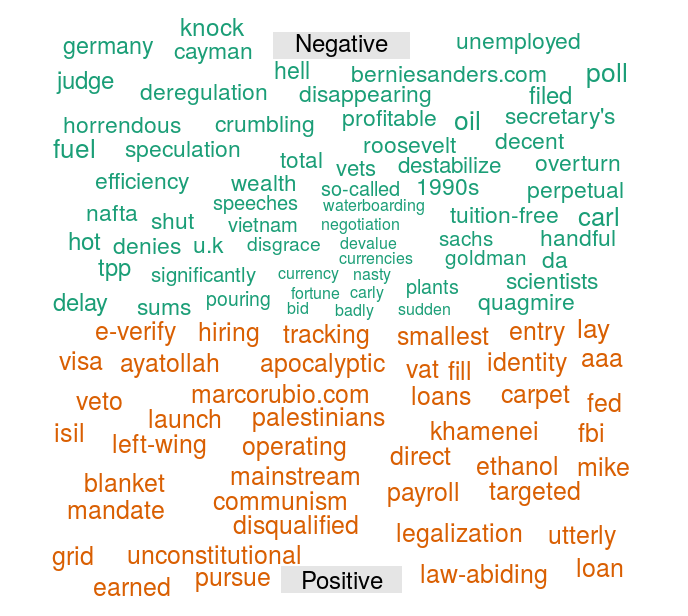 knock
germany cayman Negative unemployed
judge hell berniesanders.com poll
deregulation disappearing filed
horrendous crumbling profitable oil secretary's
fuel speculation roosevelt decent
total vets destabilize overturn
efficiency wealth so-called 1990s perpetual
speeches waterboarding
nafta shut vietnam negotiation tuition-free carl
hot denies u.k disgrace devalue sachs handful
currencies goldman da
tpp significantly currency nasty plants scientists
delay sums pouring fortune carly quagmire
bid badly sudden
e-verify hiring tracking smallest entry lay
visa ayatollah apocalyptic vat fill identity aaa
veto marcorubio.com loans carpet fed
launch palestinians
isil left-wing operating khamenei fbi
direct
blanket mainstream ethanol mike
mandate communism payroll targeted
disqualified legalization utterly
grid unconstitutional
earned pursue Positive law-abiding loan